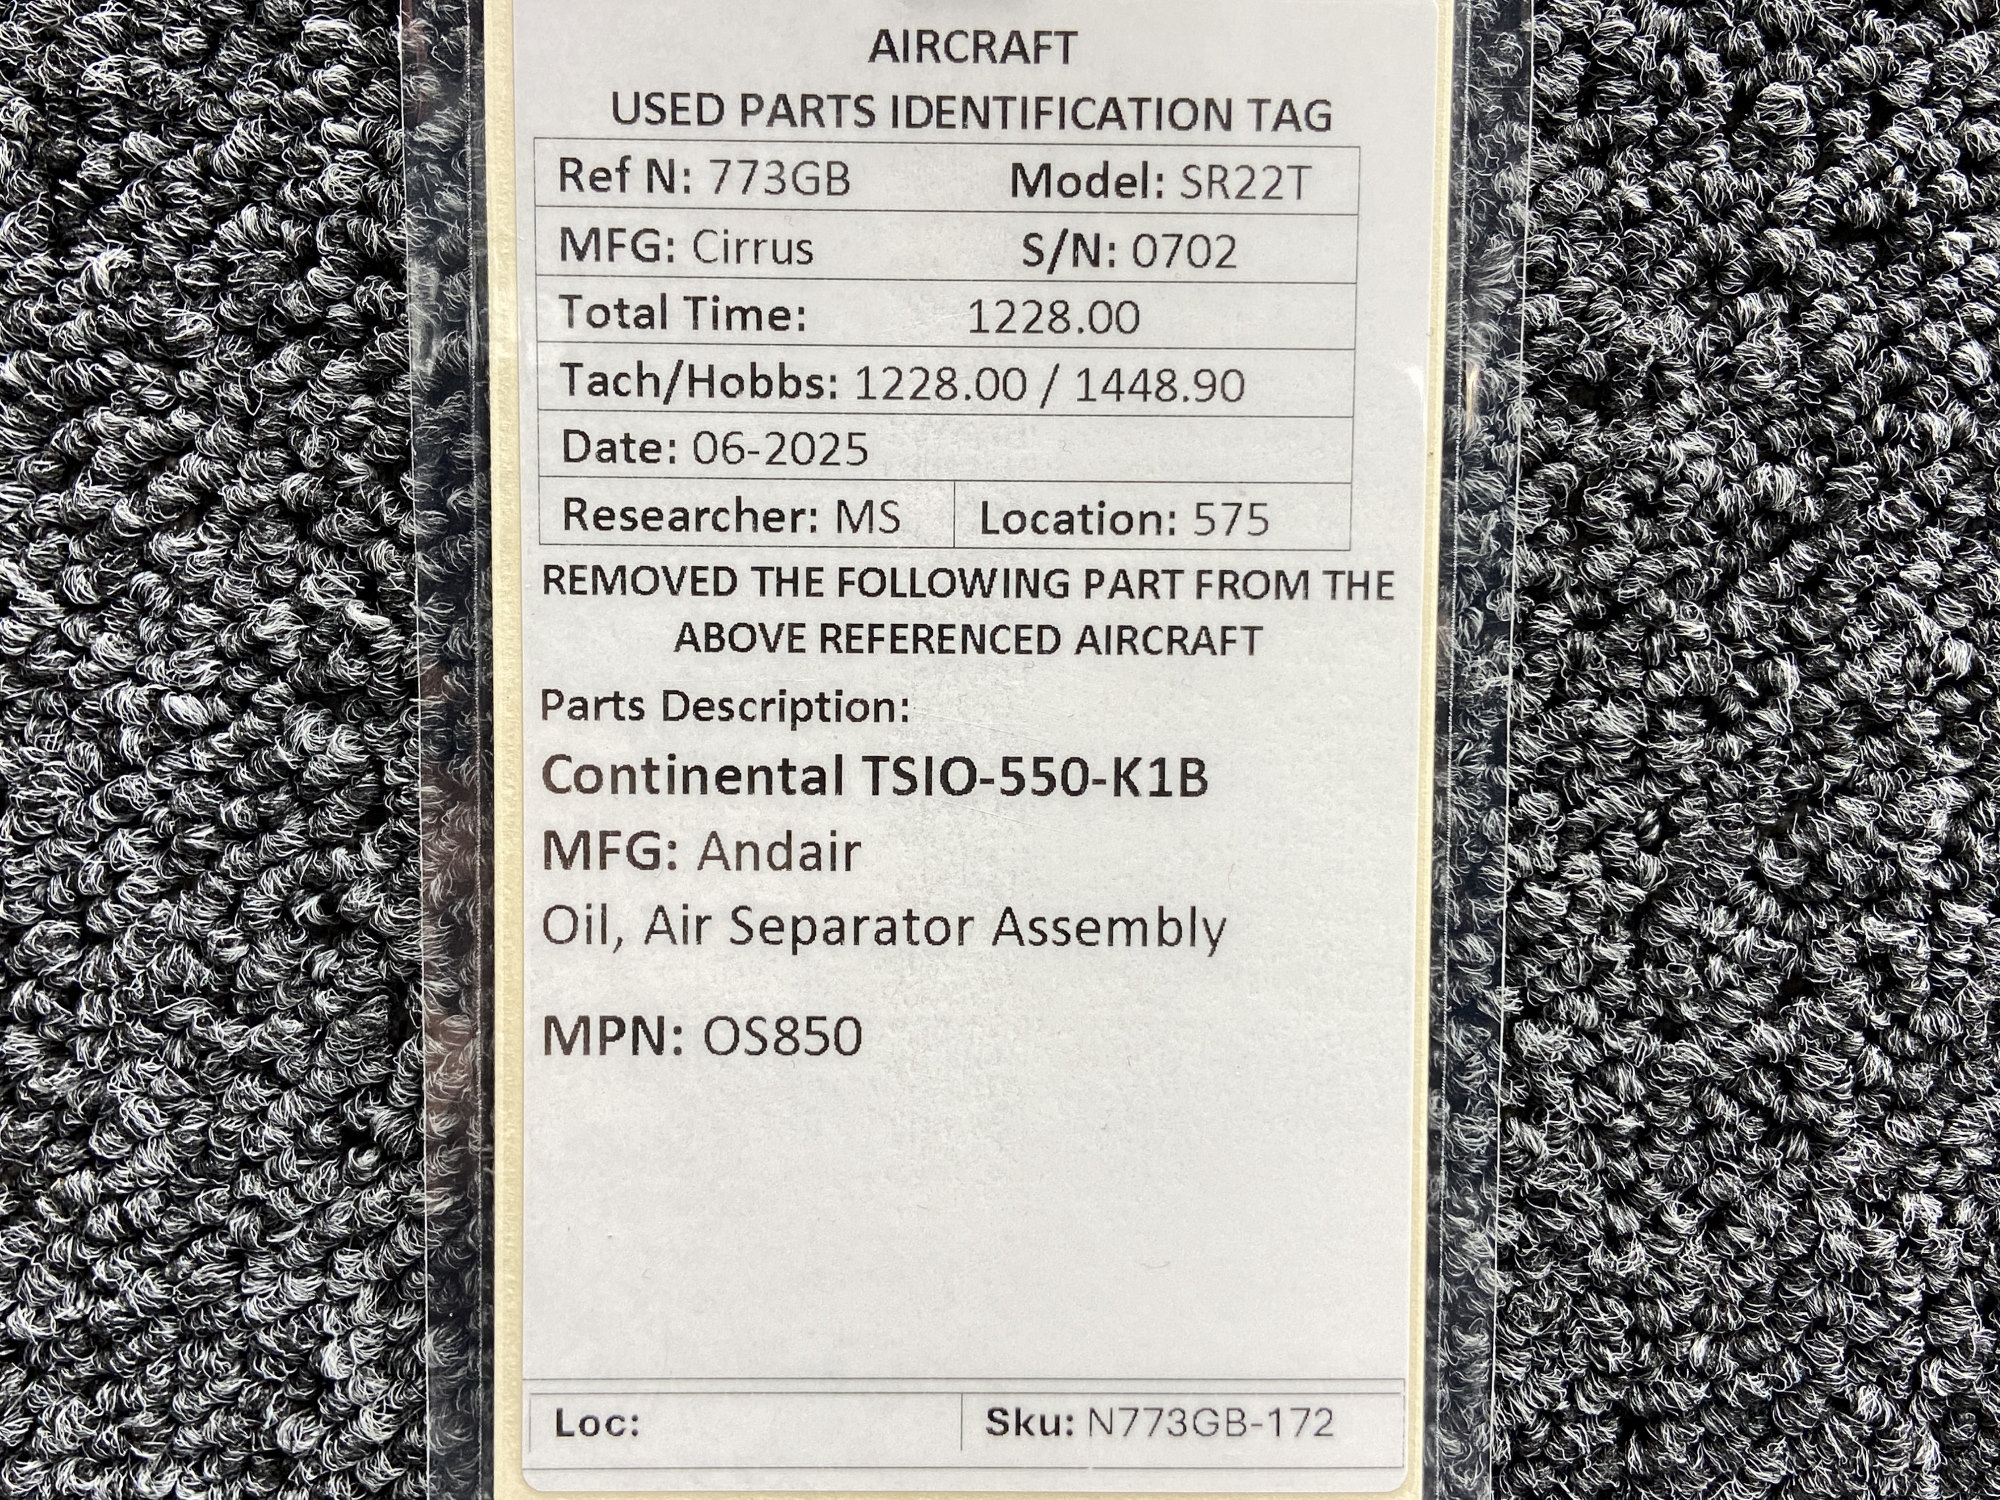 AIRCRAFT
USED PARTS IDENTIFICATION TAG
Ref N: 773GB Model: SR22T
MFG: Cirrus S/N: 0702
Total Time: 1228.00
Tach/Hobbs: 1228.00 / 1448.90
Date: 06-2025
Researcher: MS Location: 575
REMOVED THE FOLLOWING PART FROM THE
ABOVE REFERENCED AIRCRAFT
Parts Description:
Continental TSIO-550-K1B
MFG: Andair
Oil, Air Separator Assembly
MPN: OS850
Loc: Sku: N773GB-172